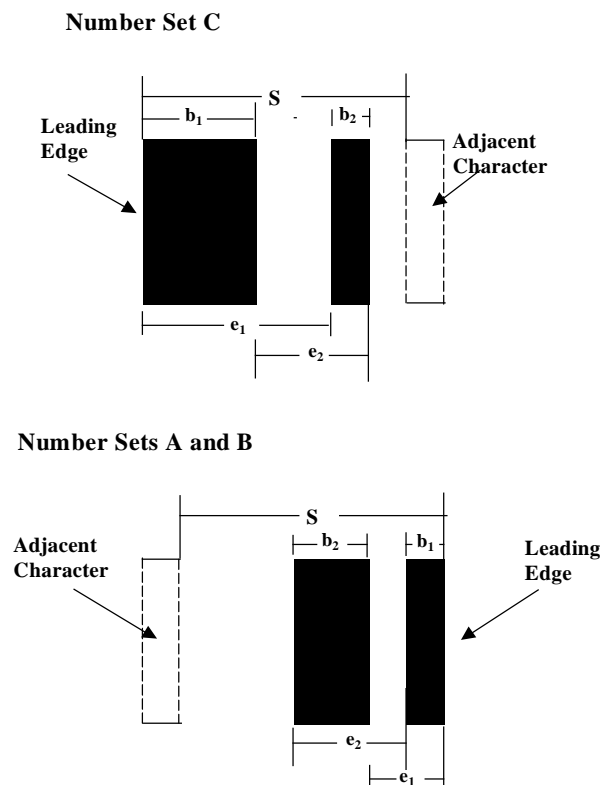 Number Set C
S
b₁ b₂
Leading
Edge
Adjacent
Character
e₁
e₂
Number Sets A and B
S
b₂ b₁
Adjacent
Character
Leading
Edge
e₂
e₁